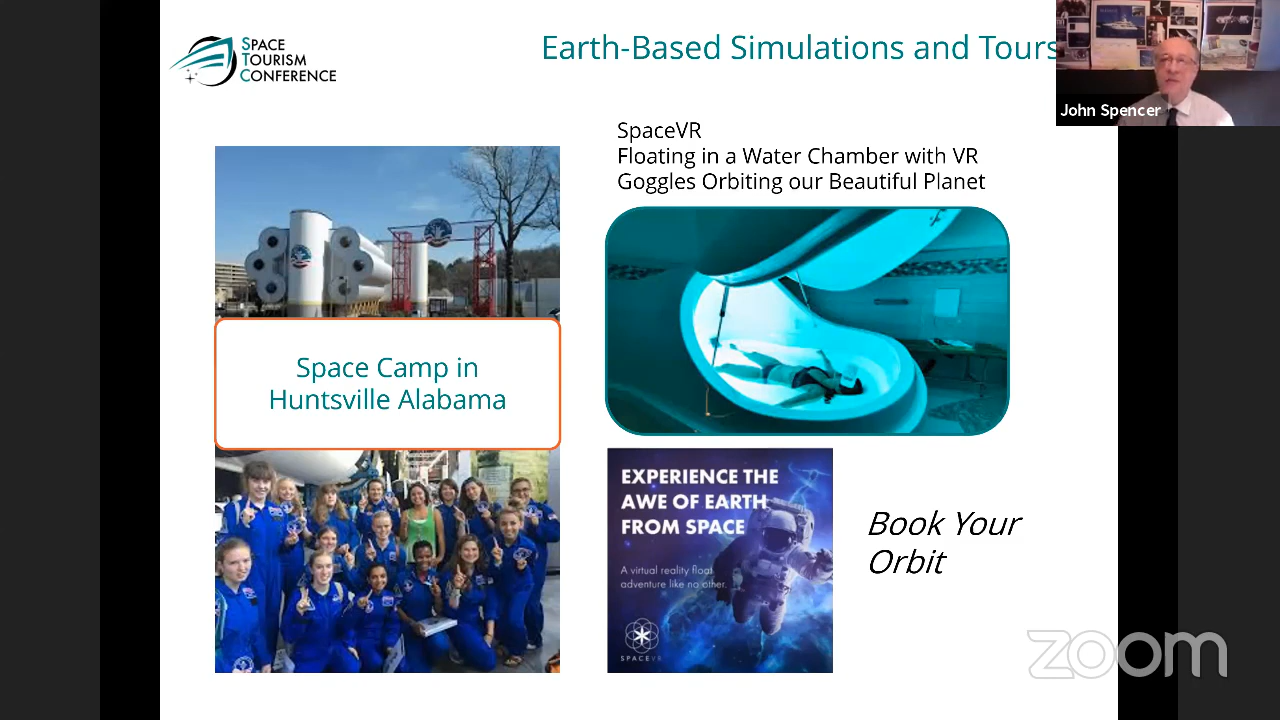 SPACE
TOURISM
CONFERENCE
Earth-Based Simulations and Tours
John Spencer
SpaceVR
Floating in a Water Chamber with VR
Goggles Orbiting our Beautiful Planet
Space Camp in
Huntsville Alabama
EXPERIENCE THE
AWE OF EARTH
FROM SPACE
A virtual reality float
adventure like no other.
SPACEVR
Book Your
Orbit
zoom